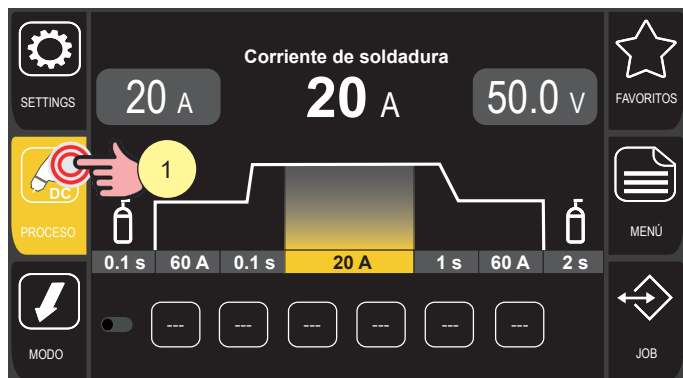 SETTINGS
PROCESO
DC
MODO
1
Corriente de soldadura
20 A
20 A
50.0 V
0.1 s 60 A 0.1 s 20 A 1 s 60 A 2 s
--- --- --- --- --- ---
FAVORITOS
MENÚ
JOB